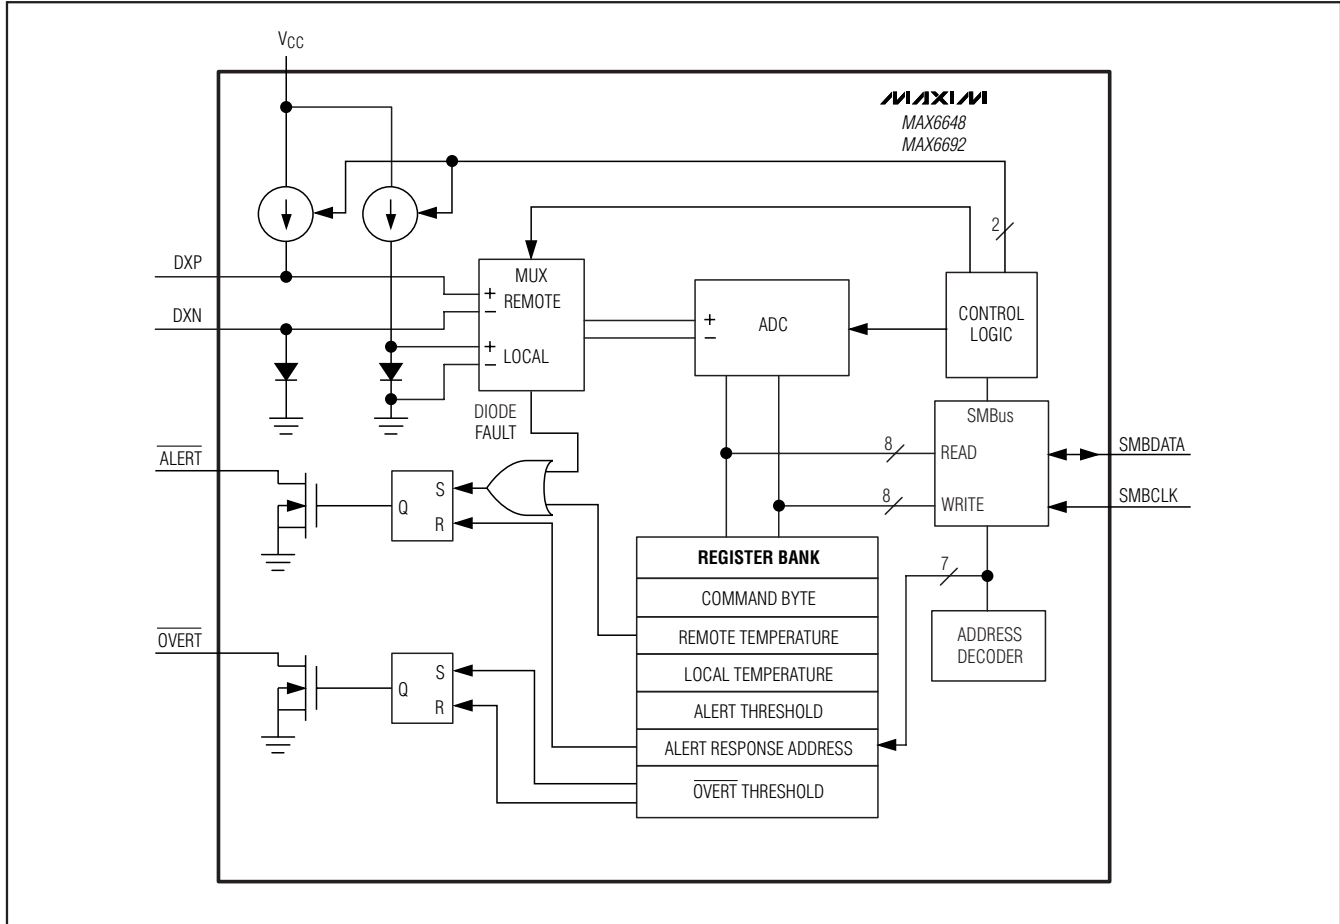 VCC
MAXIM
MAX6648
MAX6692
2
DXP
MUX
REMOTE
+
−
DXN
+
−
LOCAL
+
−
ADC
CONTROL
LOGIC
DIODE
FAULT
SMBus
8
READ
SMBDATA
8
WRITE
SMBCLK
ALERT
S
Q
R
REGISTER BANK
COMMAND BYTE
REMOTE TEMPERATURE
LOCAL TEMPERATURE
ALERT THRESHOLD
ALERT RESPONSE ADDRESS
OVERT THRESHOLD
7
ADDRESS
DECODER
OVERT
S
Q
R